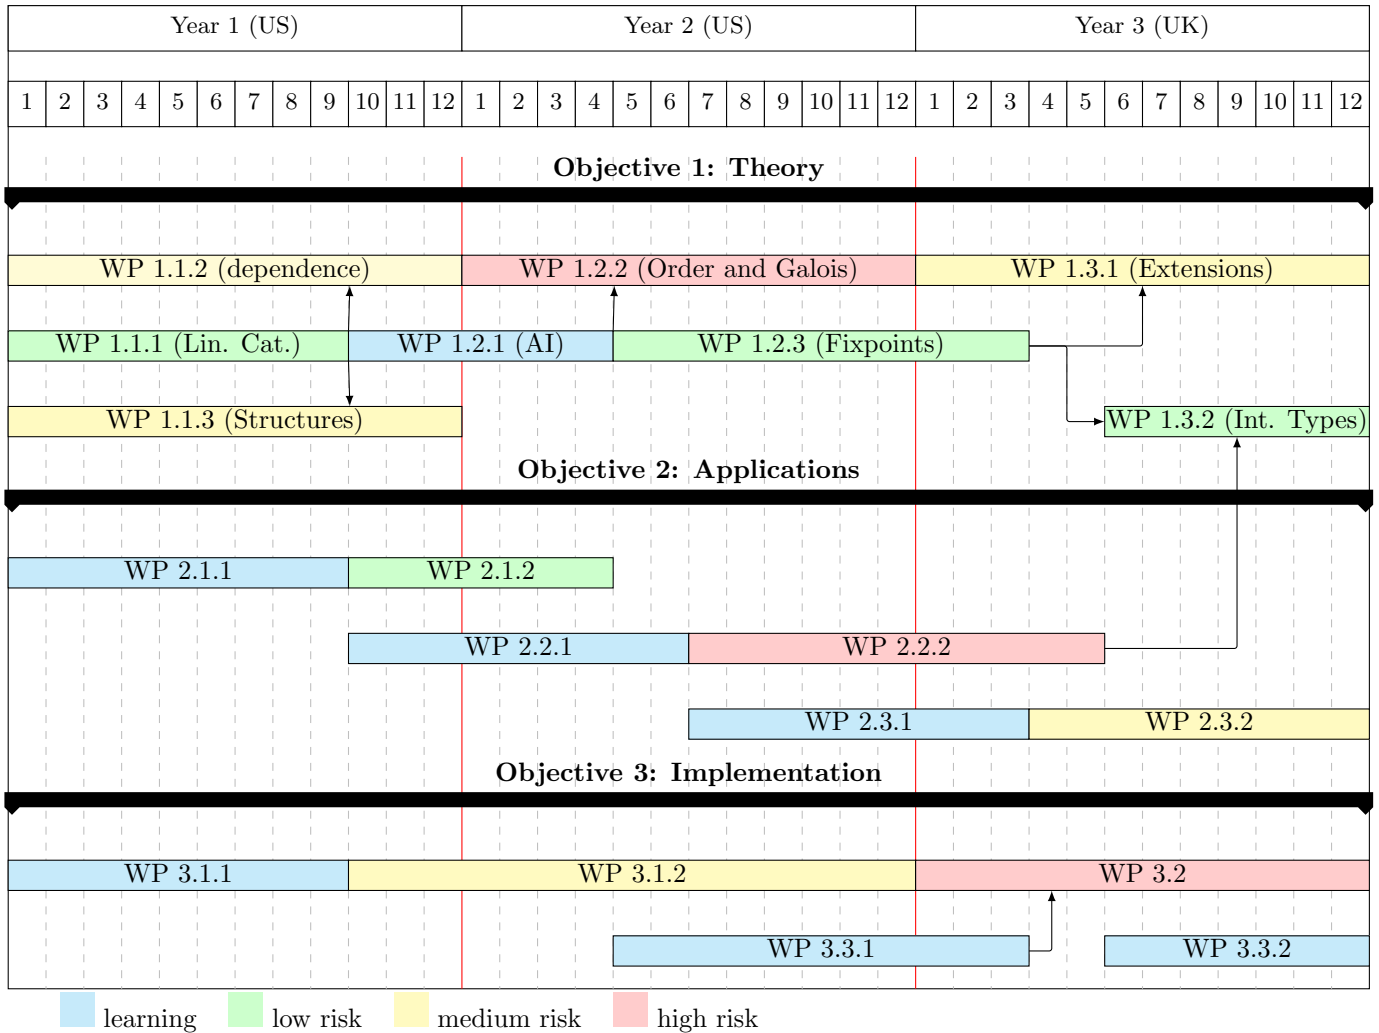 Year 1 (US) Year 2 (US) Year 3 (UK)
1 2 3 4 5 6 7 8 9 10 11 12 1 2 3 4 5 6 7 8 9 10 11 12 1 2 3 4 5 6 7 8 9 10 11 12
Objective 1: Theory
WP 1.1.2 (dependence) WP 1.2.2 (Order and Galois) WP 1.3.1 (Extensions)
WP 1.1.1 (Lin. Cat.) WP 1.2.1 (AI) WP 1.2.3 (Fixpoints)
WP 1.1.3 (Structures) WP 1.3.2 (Int. Types)
Objective 2: Applications
WP 2.1.1 WP 2.1.2
WP 2.2.1 WP 2.2.2
WP 2.3.1 WP 2.3.2
Objective 3: Implementation
WP 3.1.1 WP 3.1.2 WP 3.2
WP 3.3.1 WP 3.3.2
learning low risk medium risk high risk